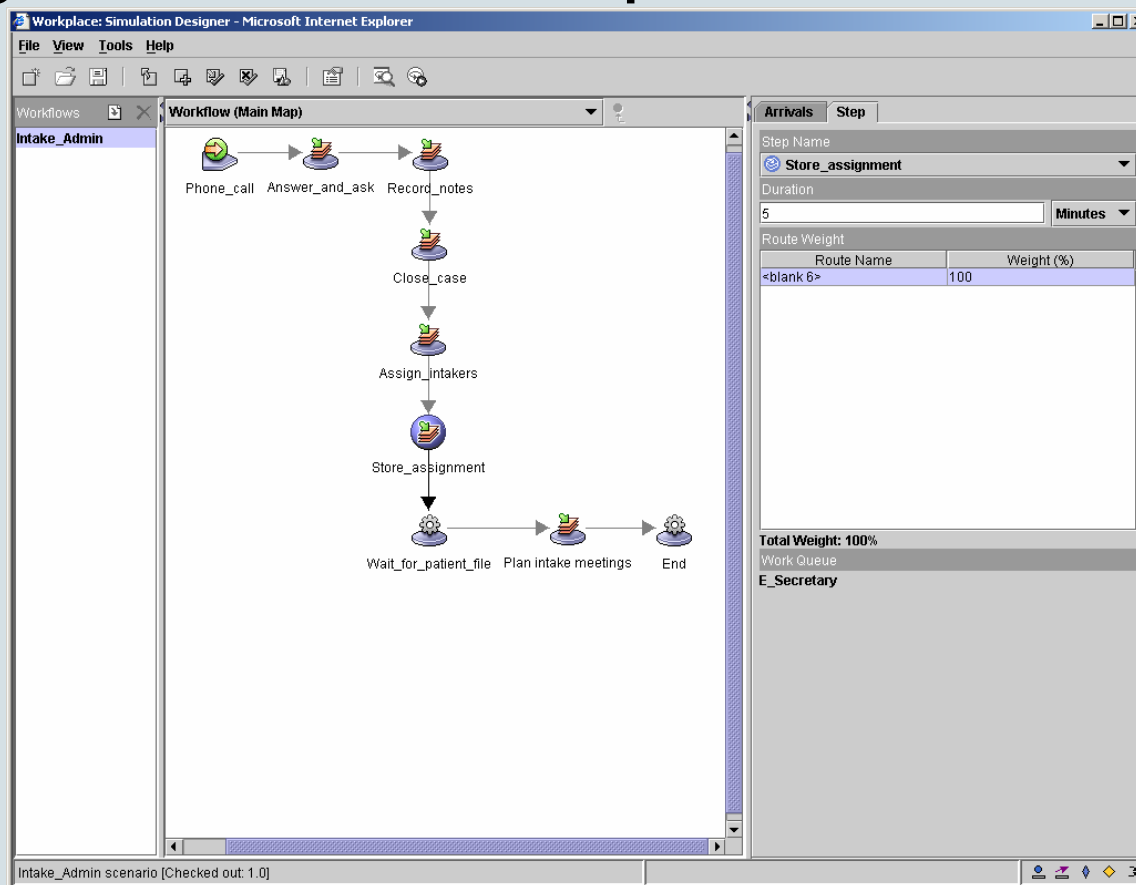 Workplace: Simulation Designer - Microsoft Internet Explorer
File View Tools Help
Workflows
Intake_Admin
Workflow (Main Map)
Phone_call Answer_and_ask Record_notes
Close_case
Assign_intakers
Store_assignment
Wait_for_patient_file Plan intake meetings End
Arrivals Step
Step Name
Store_assignment
Duration
5 Minutes
Route Weight
Route Name Weight (%)
<blank 6> 100
Total Weight: 100%
Work Queue
E_Secretary
Intake_Admin scenario [Checked out: 1.0]